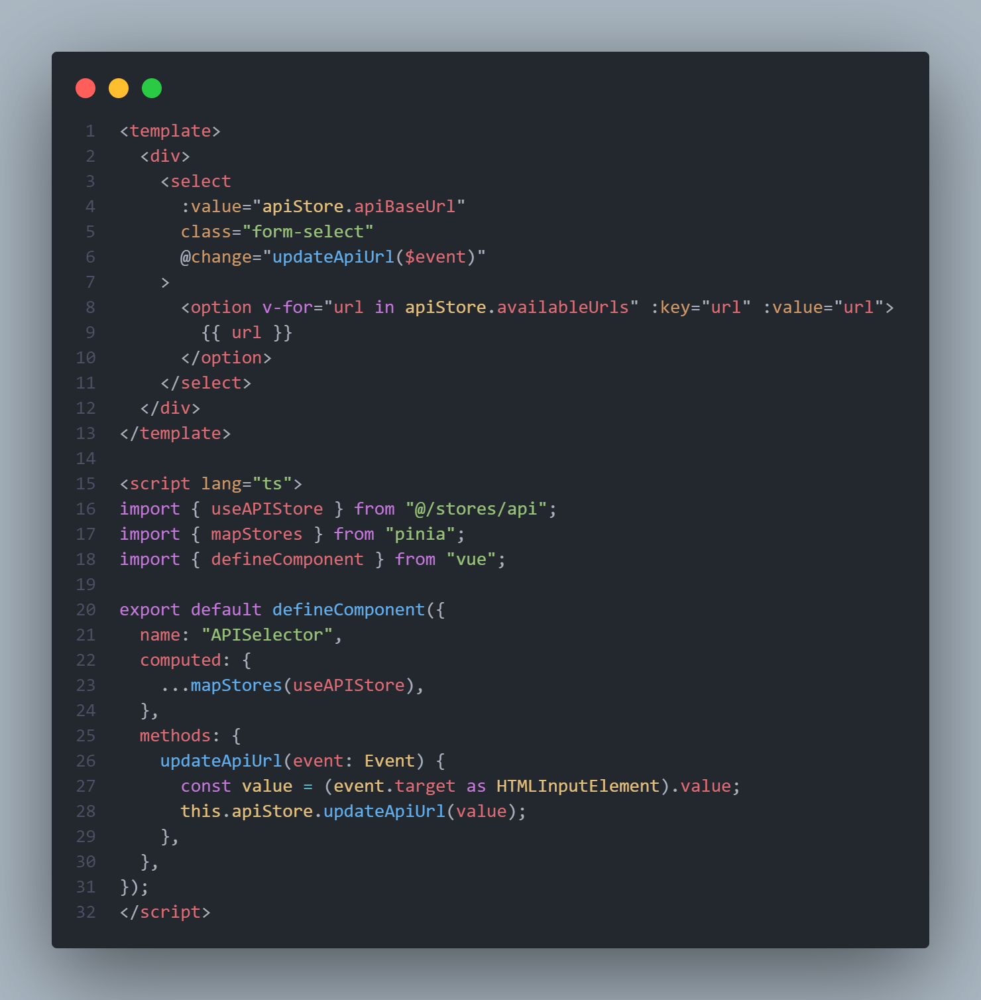 1 <template>
2   <div>
3     <select
4       :value="apiStore.apiBaseUrl"
5       class="form-select"
6       @change="updateApiUrl($event)"
7     >
8       <option v-for="url in apiStore.availableUrls" :key="url" :value="url">
9         {{ url }}
10       </option>
11     </select>
12   </div>
13 </template>
14
15 <script lang="ts">
16 import { useAPIStore } from "@/stores/api";
17 import { mapStores } from "pinia";
18 import { defineComponent } from "vue";
19
20 export default defineComponent({
21   name: "APISelector",
22   computed: {
23     ...mapStores(useAPIStore),
24   },
25   methods: {
26     updateApiUrl(event: Event) {
27       const value = (event.target as HTMLInputElement).value;
28       this.apiStore.updateApiUrl(value);
29     },
30   },
31 });
32 </script>